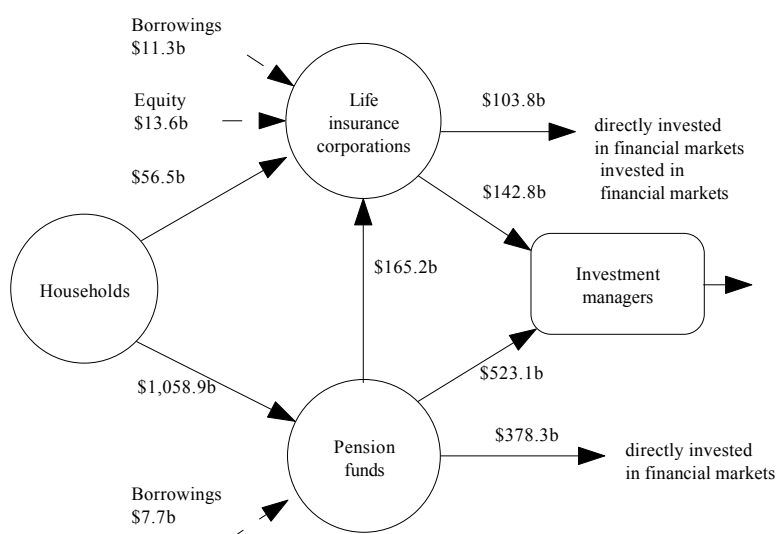 Borrowings
$11.3b
Equity
$13.6b
Life
insurance
corporations
$103.8b
directly invested
in financial markets
invested in
financial markets
$56.5b
$142.8b
$165.2b
Households
Investment
managers
$1,058.9b
$523.1b
Pension
funds
$378.3b
directly invested
in financial markets
Borrowings
$7.7b